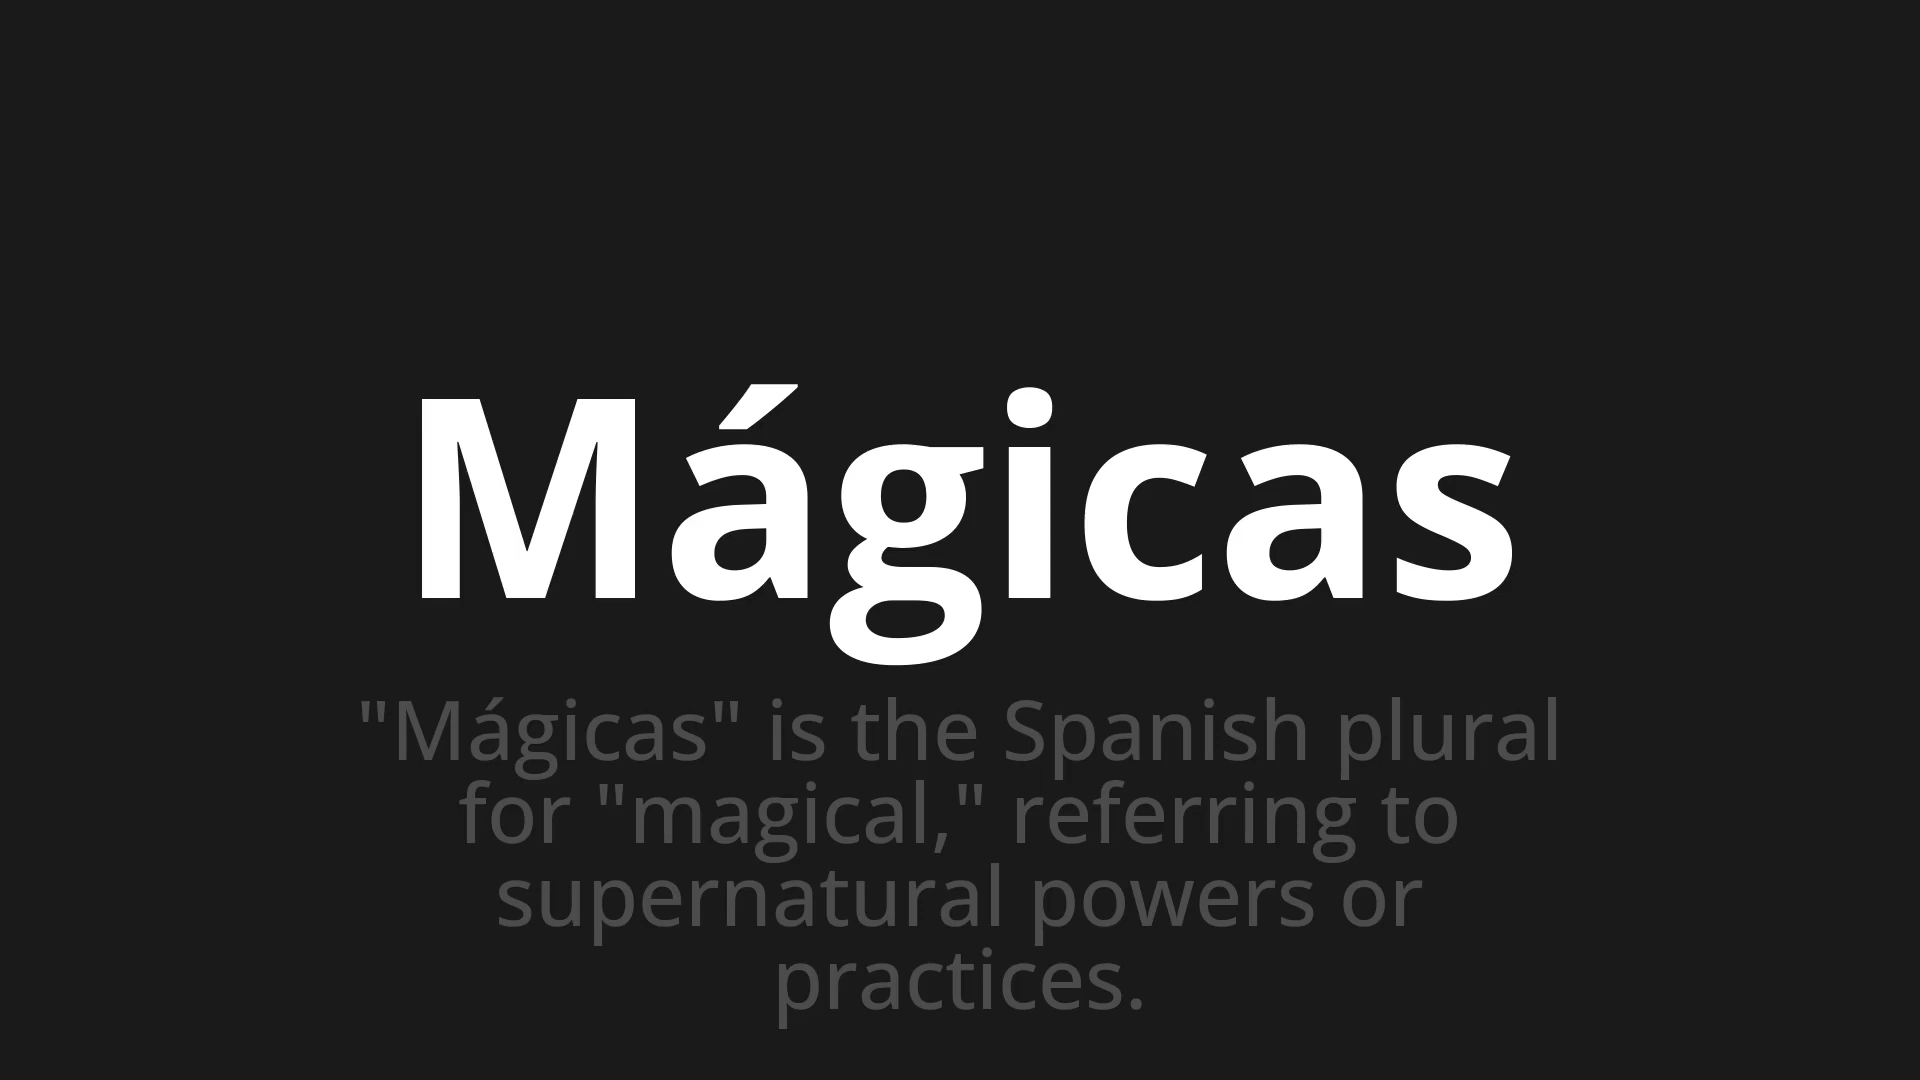 Mágicas
"Mágicas" is the Spanish plural
for "magical," referring to
supernatural powers or
practices.